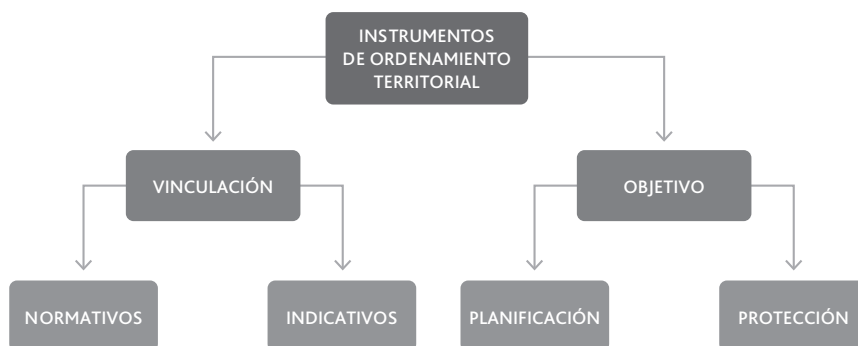 INSTRUMENTOS
DE ORDENAMIENTO
TERRITORIAL
VINCULACIÓN
OBJETIVO
NORMATIVOS
INDICATIVOS
PLANIFICACIÓN
PROTECCIÓN